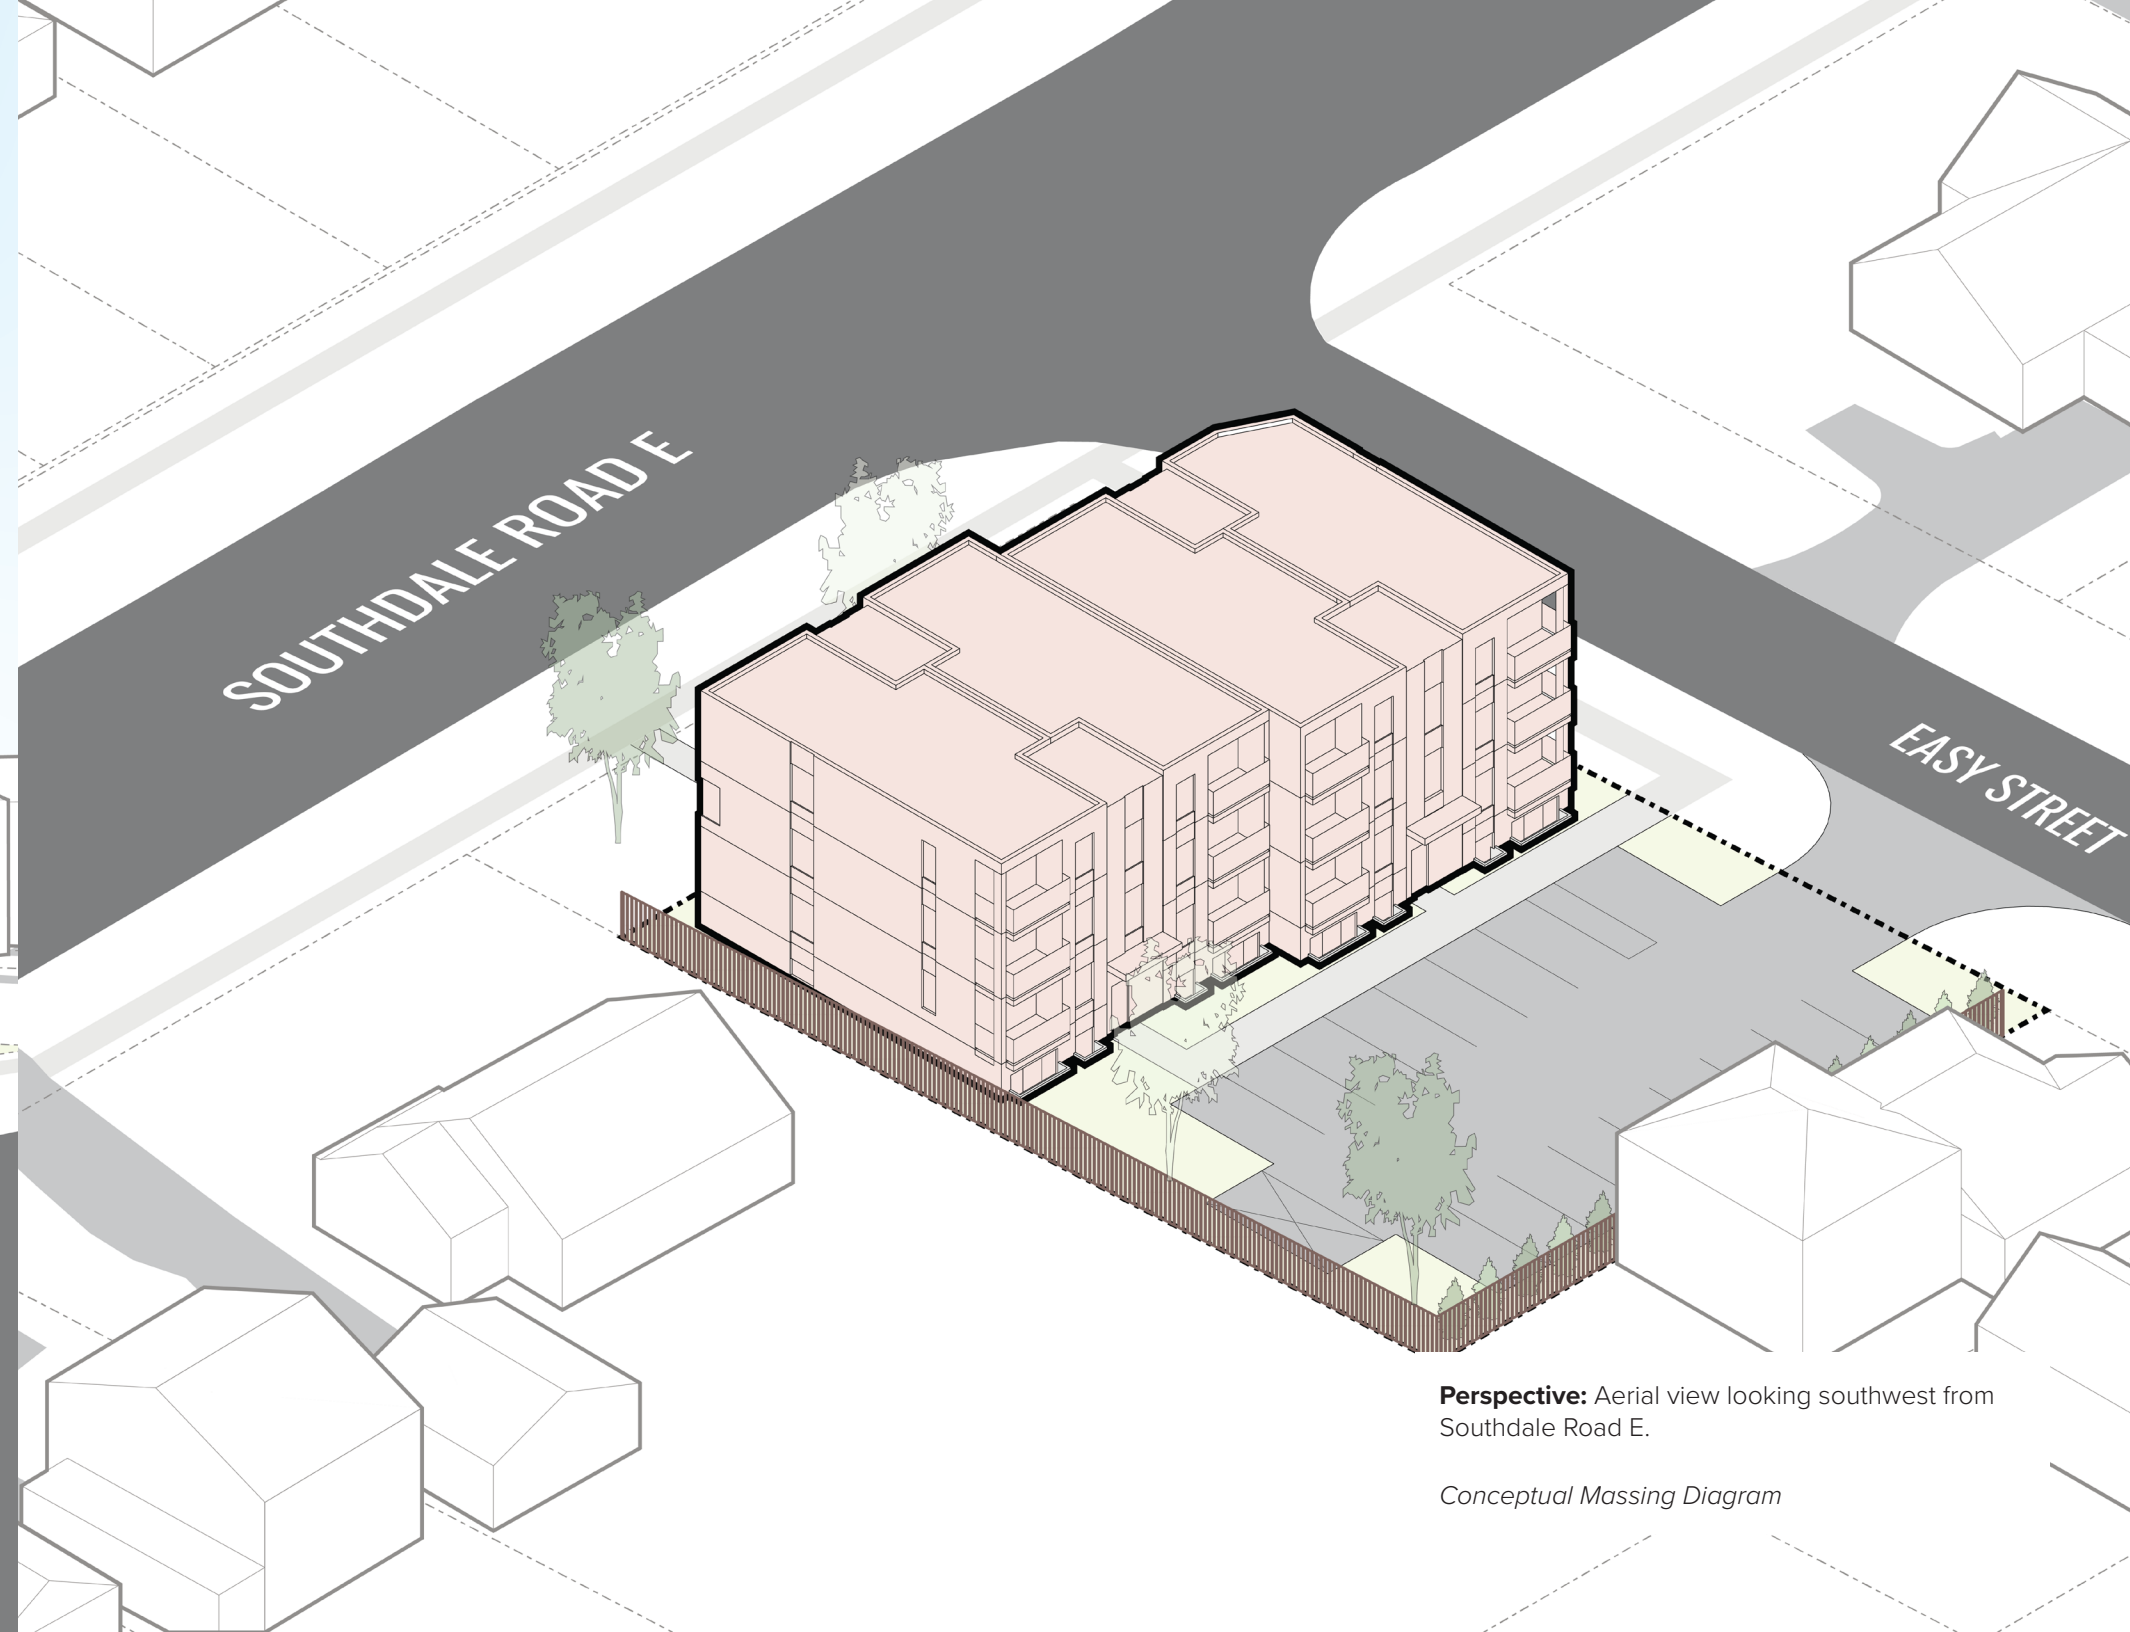 SOUTHDALE ROAD E
EASY STREET
Perspective: Aerial view looking southwest from
Southdale Road E.
Conceptual Massing Diagram